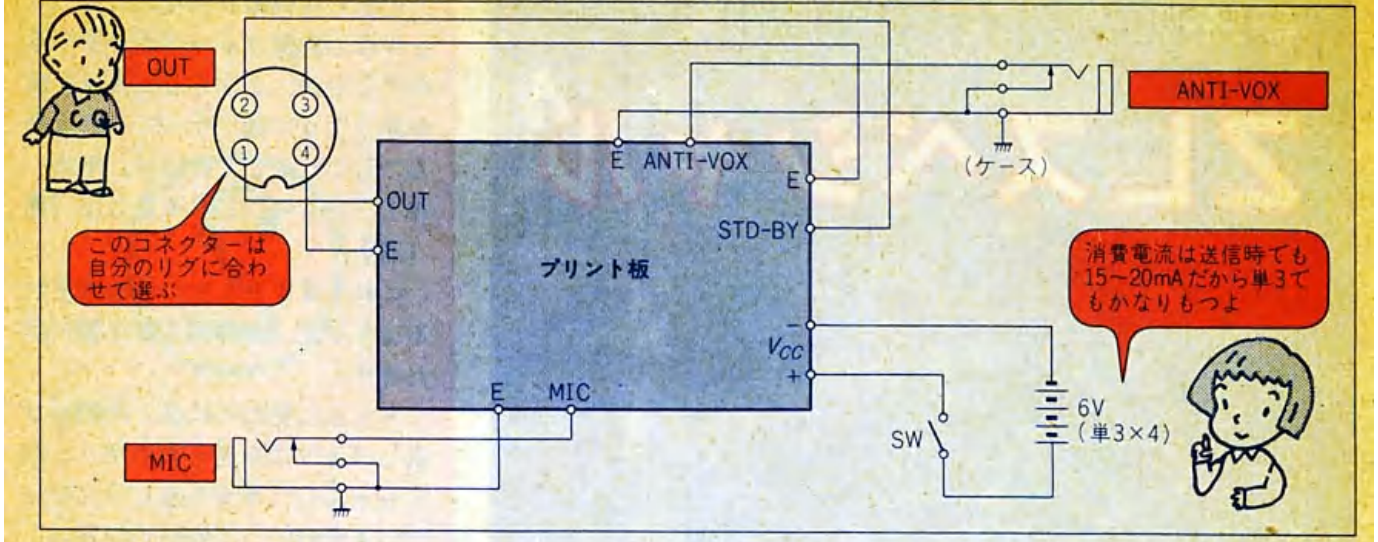 OUT
2
3
1
4
このコネクターは
自分のリグに合わ
せて選ぶ
OUT
E
E
ANTI-VOX
E
STD-BY
プリント板
−
VCC
+
E
MIC
MIC
ANTI-VOX
(ケース)
消費電流は送信時でも
15〜20mAだから単3で
もかなりもつよ
SW
6V
(単3×4)